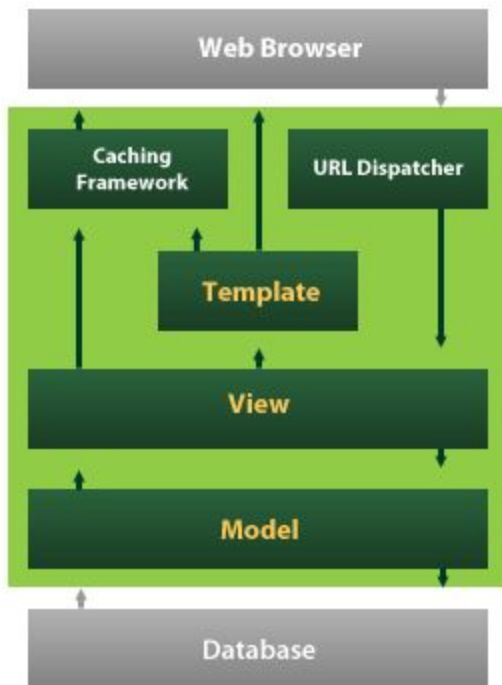 Web Browser
Caching
Framework
URL Dispatcher
Template
View
Model
Database